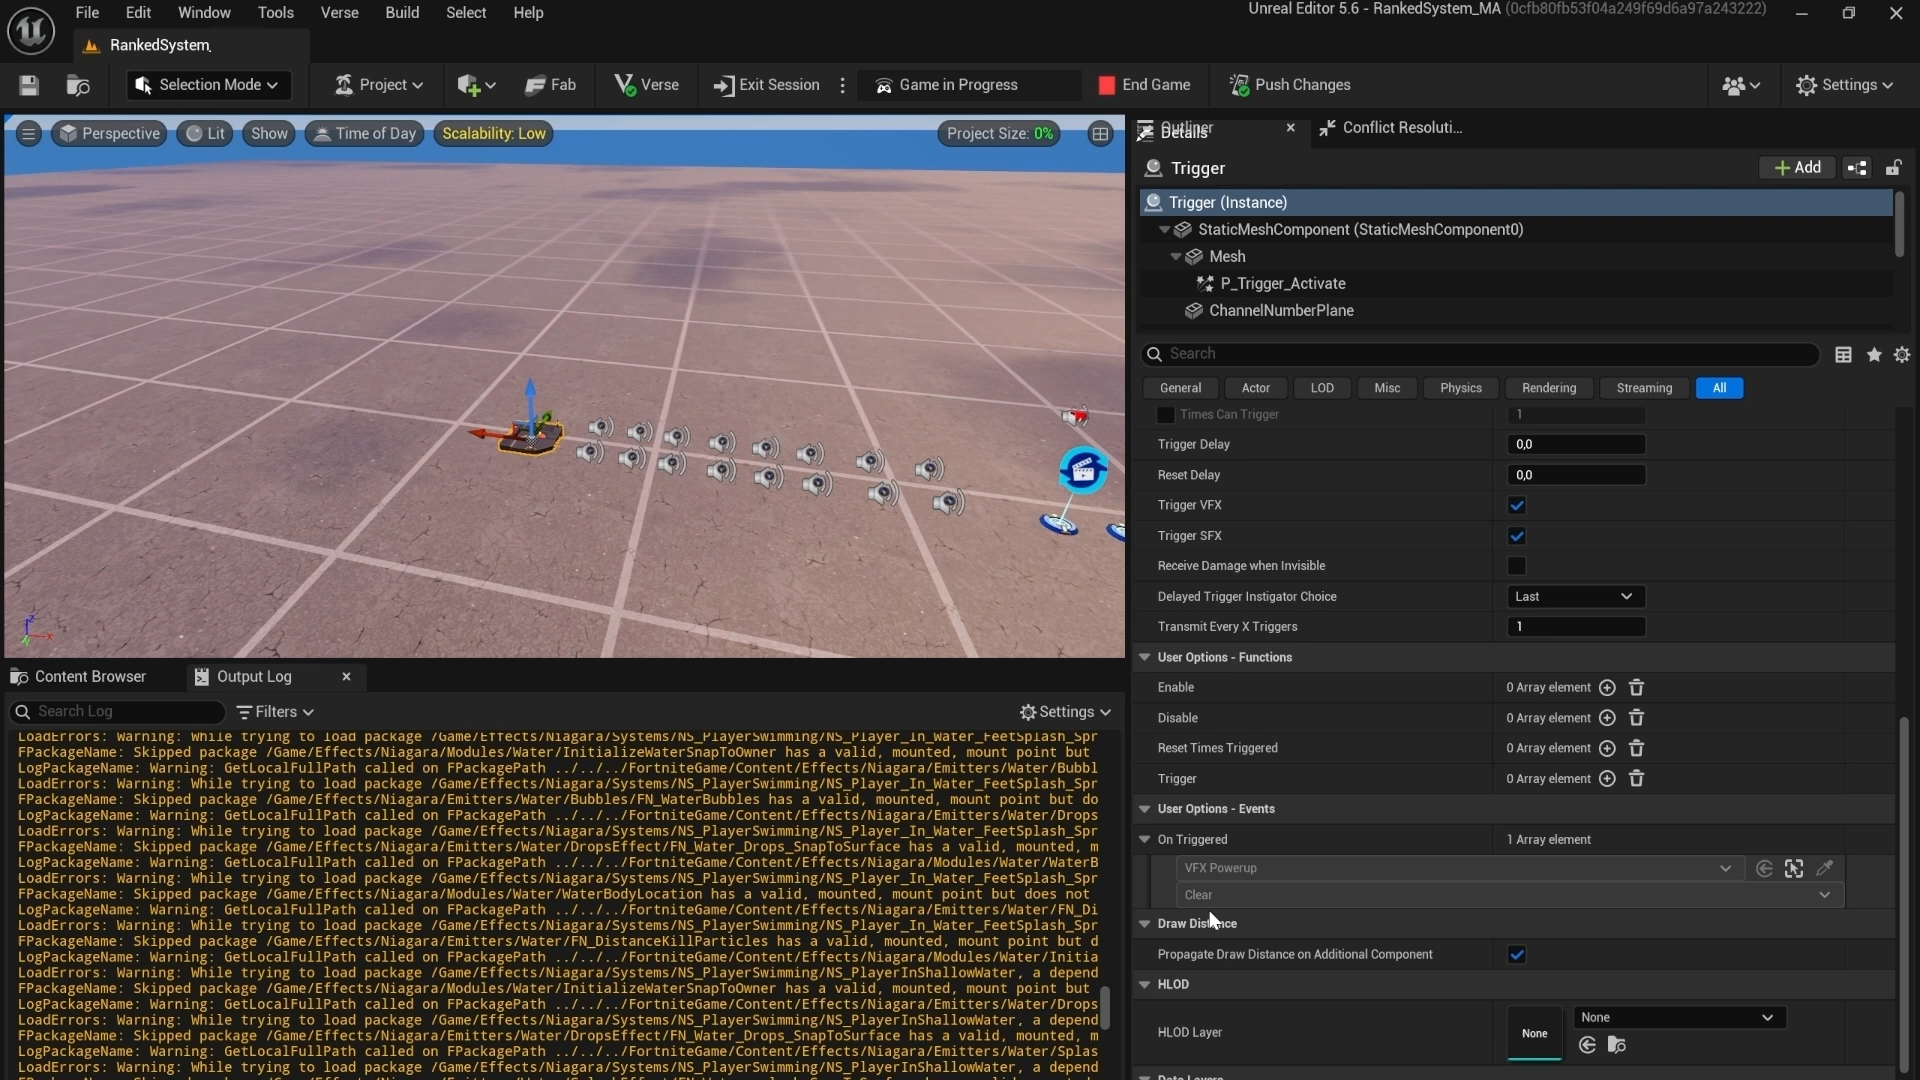 File Edit Window Tools Verse Build Select Help
Unreal Editor 5.6 - RankedSystem_MA (0cfb80fb53f04a249f69d6a97a243222)
RankedSystem
Selection Mode
Project
Fab
Verse
Exit Session
Game in Progress
End Game
Push Changes
Settings
Perspective
Lit
Show
Time of Day
Scalability: Low
Project Size: 0%
Outliner
Details
Conflict Resoluti...
Trigger
Add
Trigger (Instance)
StaticMeshComponent (StaticMeshComponent0)
Mesh
P_Trigger_Activate
ChannelNumberPlane
Search
General Actor LOD Misc Physics Rendering Streaming All
Times Can Trigger 1
Trigger Delay 0,0
Reset Delay 0,0
Trigger VFX
Trigger SFX
Receive Damage when Invisible
Delayed Trigger Instigator Choice Last
Transmit Every X Triggers 1
User Options - Functions
Enable 0 Array element
Disable 0 Array element
Reset Times Triggered 0 Array element
Trigger 0 Array element
User Options - Events
On Triggered 1 Array element
VFX Powerup
Clear
Draw Distance
Propagate Draw Distance on Additional Component
HLOD
HLOD Layer None None
Content Browser
Output Log
Search Log
Filters
Settings
LoadErrors: Warning: While trying to load package /Game/Effects/Niagara/Systems/NS_PlayerSwimming/NS_Player_In_Water_FeetSplash_Spr
FPackageName: Skipped package /Game/Effects/Niagara/Modules/Water/InitializeWaterSnapToOwner has a valid, mounted, mount point but
LogPackageName: Warning: GetLocalFullPath called on FPackagePath ../../../FortniteGame/Content/Effects/Niagara/Emitters/Water/Bubbl
LoadErrors: Warning: While trying to load package /Game/Effects/Niagara/Systems/NS_PlayerSwimming/NS_Player_In_Water_FeetSplash_Spr
FPackageName: Skipped package /Game/Effects/Niagara/Emitters/Water/Bubbles/FN_WaterBubbles has a valid, mounted, mount point but do
LogPackageName: Warning: GetLocalFullPath called on FPackagePath ../../../FortniteGame/Content/Effects/Niagara/Emitters/Water/Drops
LoadErrors: Warning: While trying to load package /Game/Effects/Niagara/Systems/NS_PlayerSwimming/NS_Player_In_Water_FeetSplash_Spr
FPackageName: Skipped package /Game/Effects/Niagara/Emitters/Water/DropsEffect/FN_Water_Drops_SnapToSurface has a valid, mounted, m
LogPackageName: Warning: GetLocalFullPath called on FPackagePath ../../../FortniteGame/Content/Effects/Niagara/Modules/Water/WaterB
LoadErrors: Warning: While trying to load package /Game/Effects/Niagara/Systems/NS_PlayerSwimming/NS_Player_In_Water_FeetSplash_Spr
FPackageName: Skipped package /Game/Effects/Niagara/Modules/Water/WaterBodyLocation has a valid, mounted, mount point but does not
LogPackageName: Warning: GetLocalFullPath called on FPackagePath ../../../FortniteGame/Content/Effects/Niagara/Emitters/Water/FN_Di
LoadErrors: Warning: While trying to load package /Game/Effects/Niagara/Systems/NS_PlayerSwimming/NS_Player_In_Water_FeetSplash_Spr
FPackageName: Skipped package /Game/Effects/Niagara/Emitters/Water/FN_DistanceKillParticles has a valid, mounted, mount point but d
LogPackageName: Warning: GetLocalFullPath called on FPackagePath ../../../FortniteGame/Content/Effects/Niagara/Modules/Water/Initia
LoadErrors: Warning: While trying to load package /Game/Effects/Niagara/Systems/NS_PlayerSwimming/NS_PlayerInShallowWater, a depend
FPackageName: Skipped package /Game/Effects/Niagara/Modules/Water/InitializeWaterSnapToOwner has a valid, mounted, mount point but
LogPackageName: Warning: GetLocalFullPath called on FPackagePath ../../../FortniteGame/Content/Effects/Niagara/Emitters/Water/Drops
LoadErrors: Warning: While trying to load package /Game/Effects/Niagara/Systems/NS_PlayerSwimming/NS_PlayerInShallowWater, a depend
FPackageName: Skipped package /Game/Effects/Niagara/Emitters/Water/DropsEffect/FN_Water_Drops_SnapToSurface has a valid, mounted, m
LogPackageName: Warning: GetLocalFullPath called on FPackagePath ../../../FortniteGame/Content/Effects/Niagara/Emitters/Water/Splas
LoadErrors: Warning: While trying to load package /Game/Effects/Niagara/Systems/NS_PlayerSwimming/NS_PlayerInShallowWater, a depend